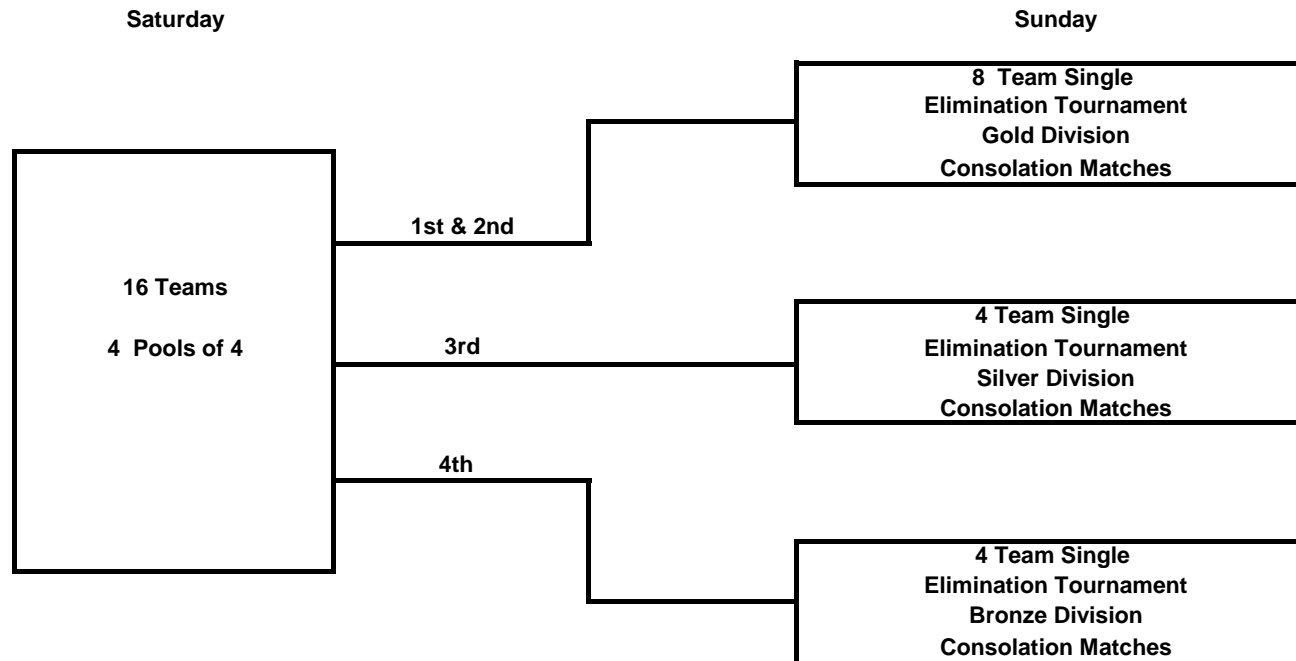 Saturday
Sunday
8 Team Single
Elimination Tournament
Gold Division
Consolation Matches
1st & 2nd
16 Teams
4 Pools of 4
3rd
4 Team Single
Elimination Tournament
Silver Division
Consolation Matches
4th
4 Team Single
Elimination Tournament
Bronze Division
Consolation Matches